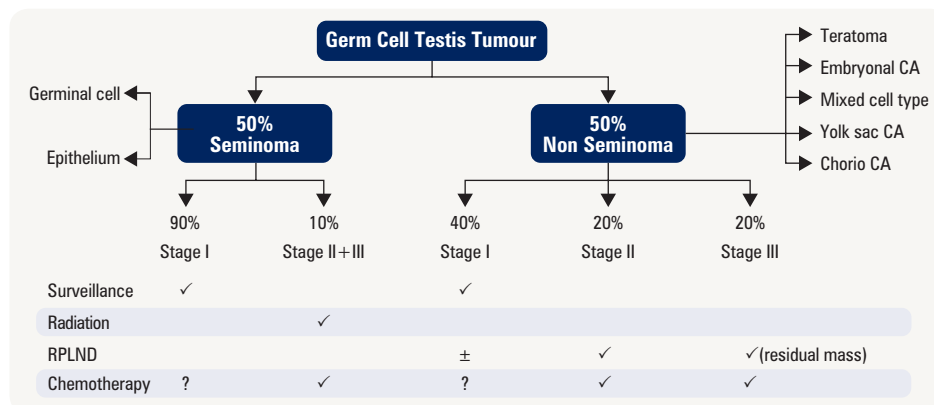 Germ Cell Testis Tumour
Germinal cell
Epithelium
50%
Seminoma
50%
Non Seminoma
Teratoma
Embryonal CA
Mixed cell type
Yolk sac CA
Chorio CA
90% 10% 40% 20% 20%
Stage I Stage II+III Stage I Stage II Stage III
Surveillance ✓ ✓
Radiation ✓
RPLND ± ✓ ✓(residual mass)
Chemotherapy ? ✓ ? ✓ ✓